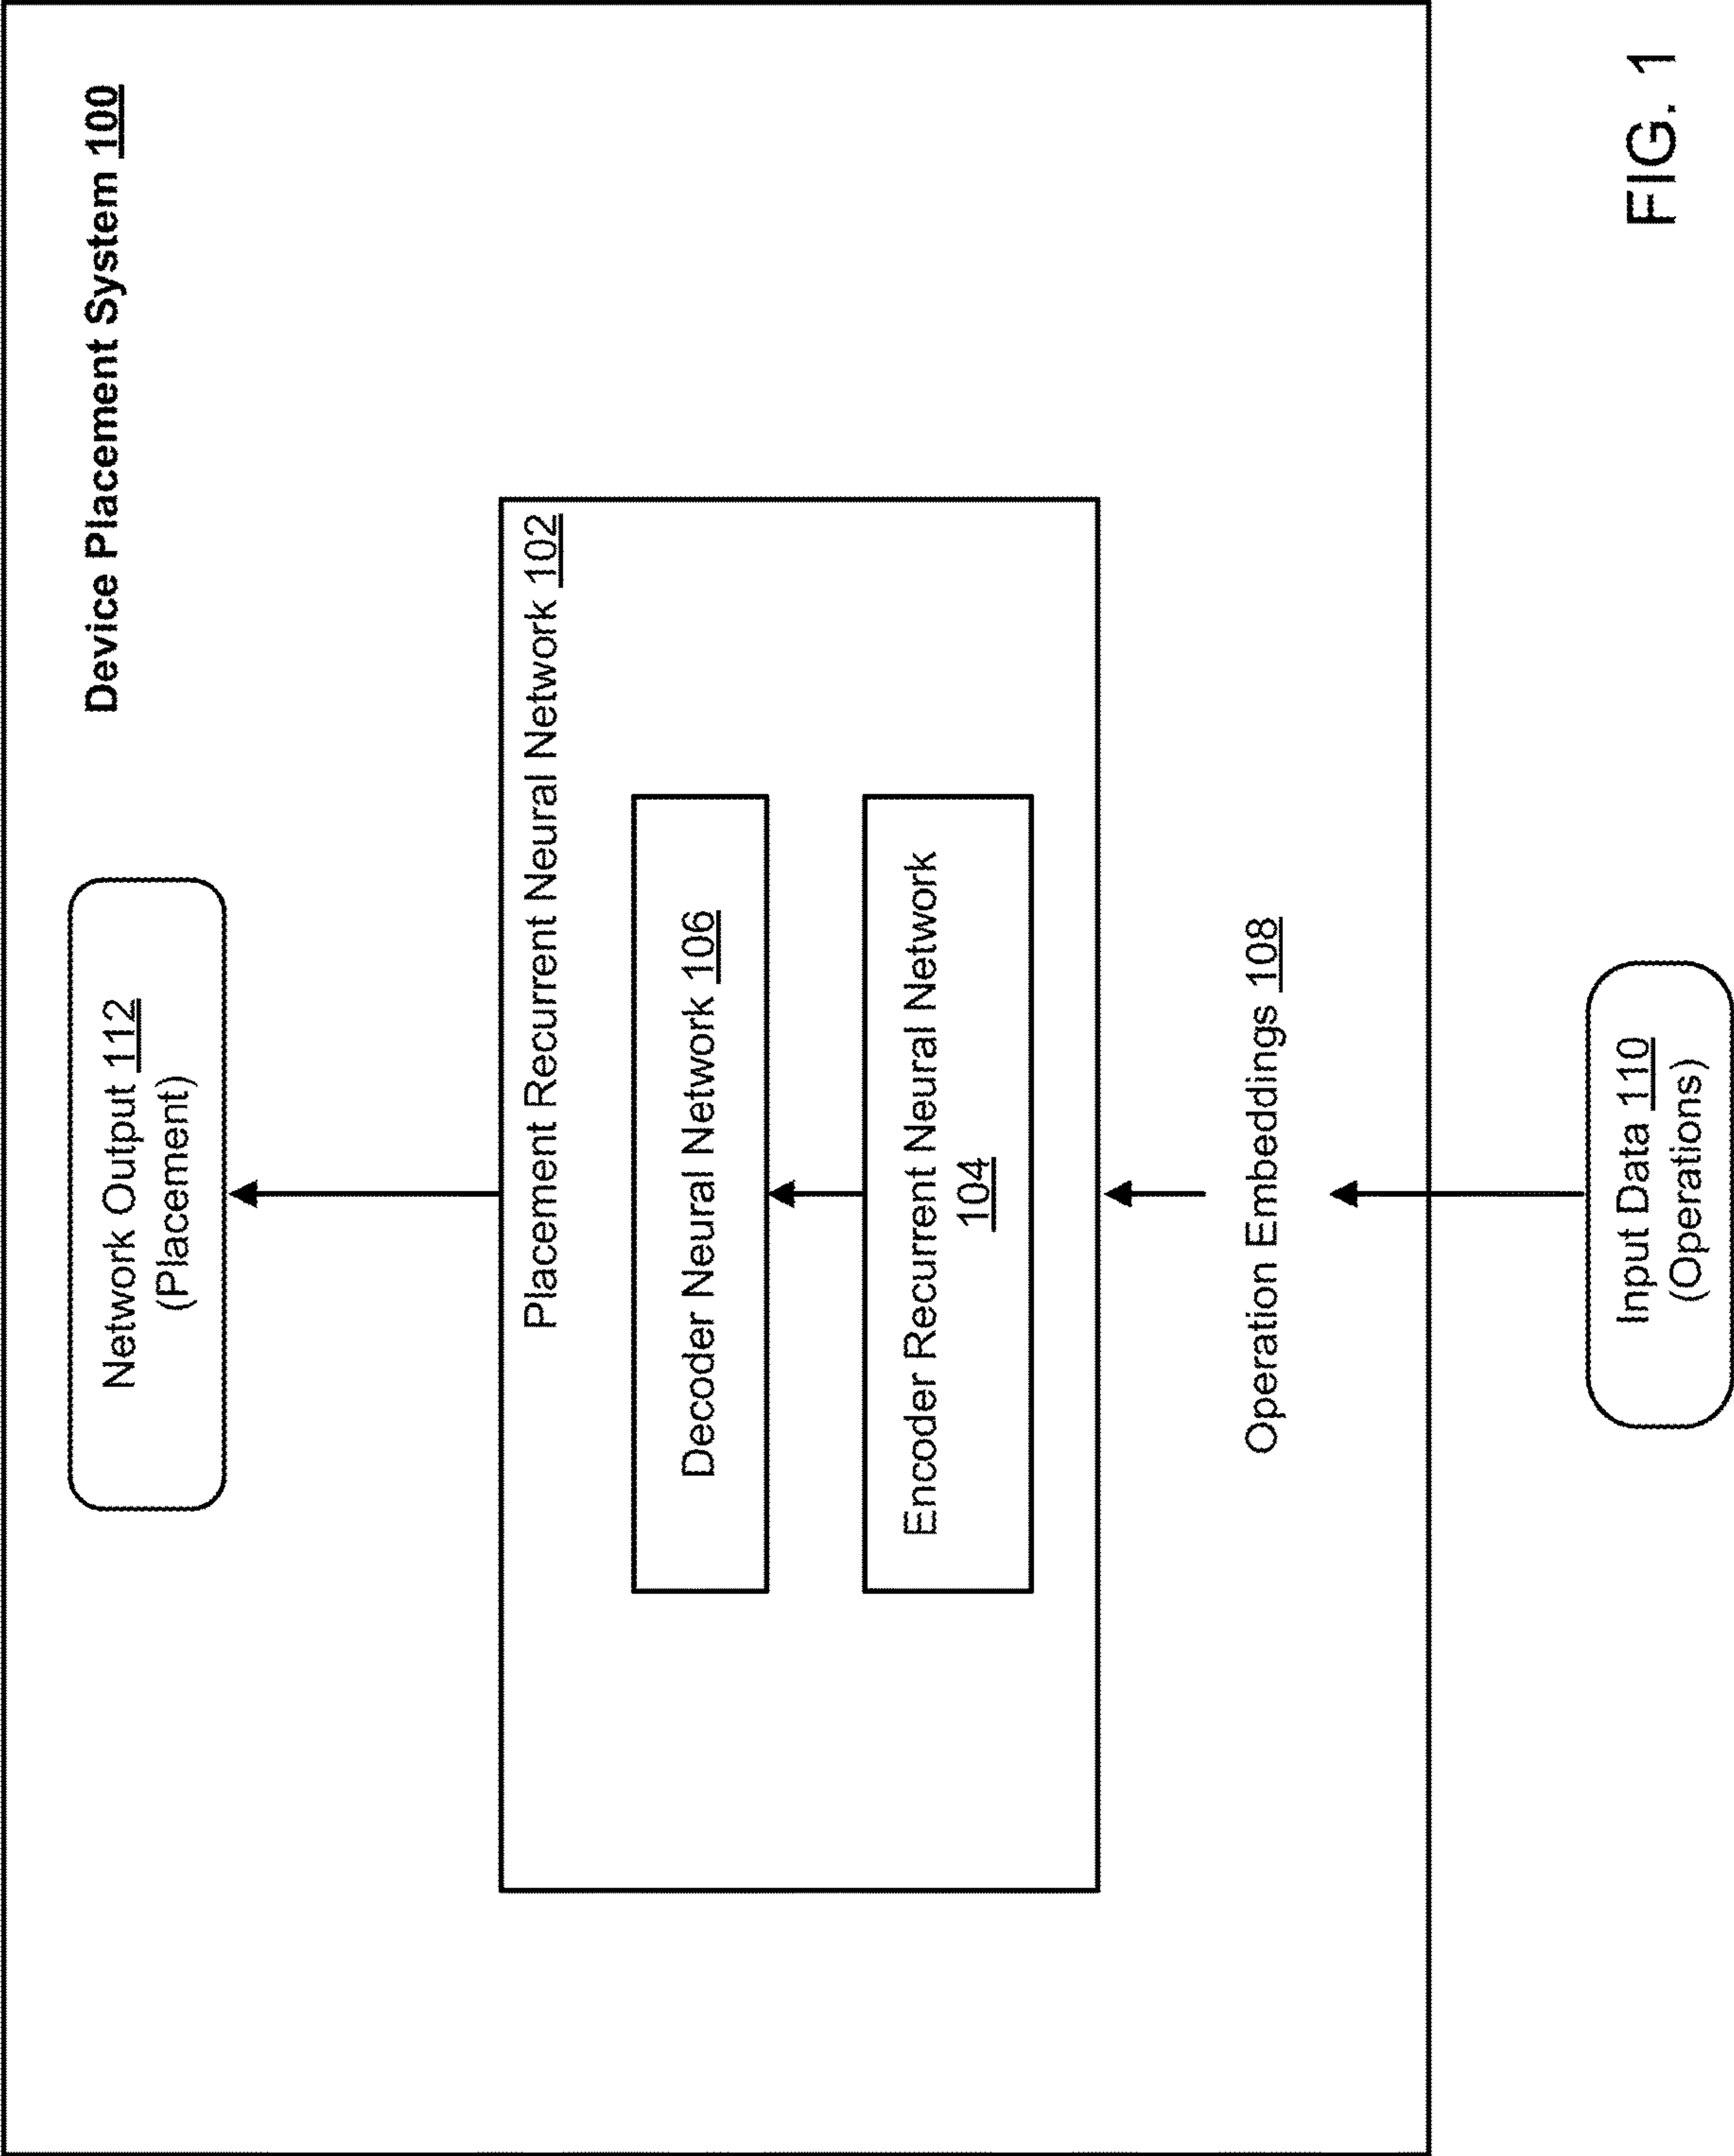 Device Placement System 100
Network Output 112
(Placement)
Placement Recurrent Neural Network 102
Decoder Neural Network 106
Encoder Recurrent Neural Network
104
Operation Embeddings 108
Input Data 110
(Operations)
FIG. 1